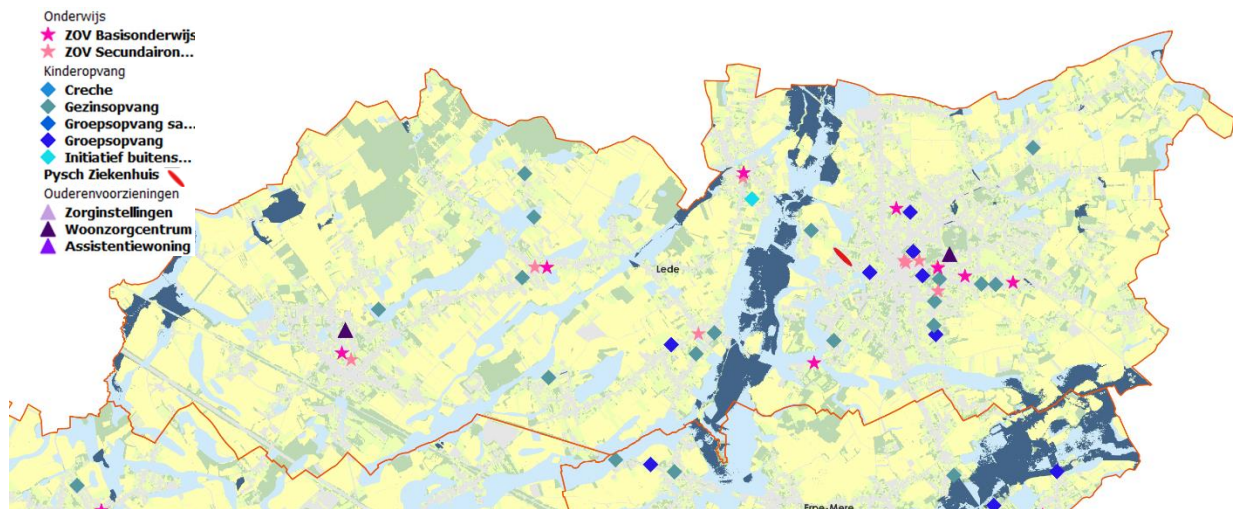 Onderwijs
ZOV Basisonderwijs
ZOV Secundairon...
Kinderopvang
Creche
Gezinsopvang
Groepsopvang sa...
Groepsopvang
Initiatief buitens...
Pysch Ziekenhuis
Ouderenvoorzieningen
Zorginstellingen
Woonzorgcentrum
Assistentiewoning
Lede
Erpe-Mere